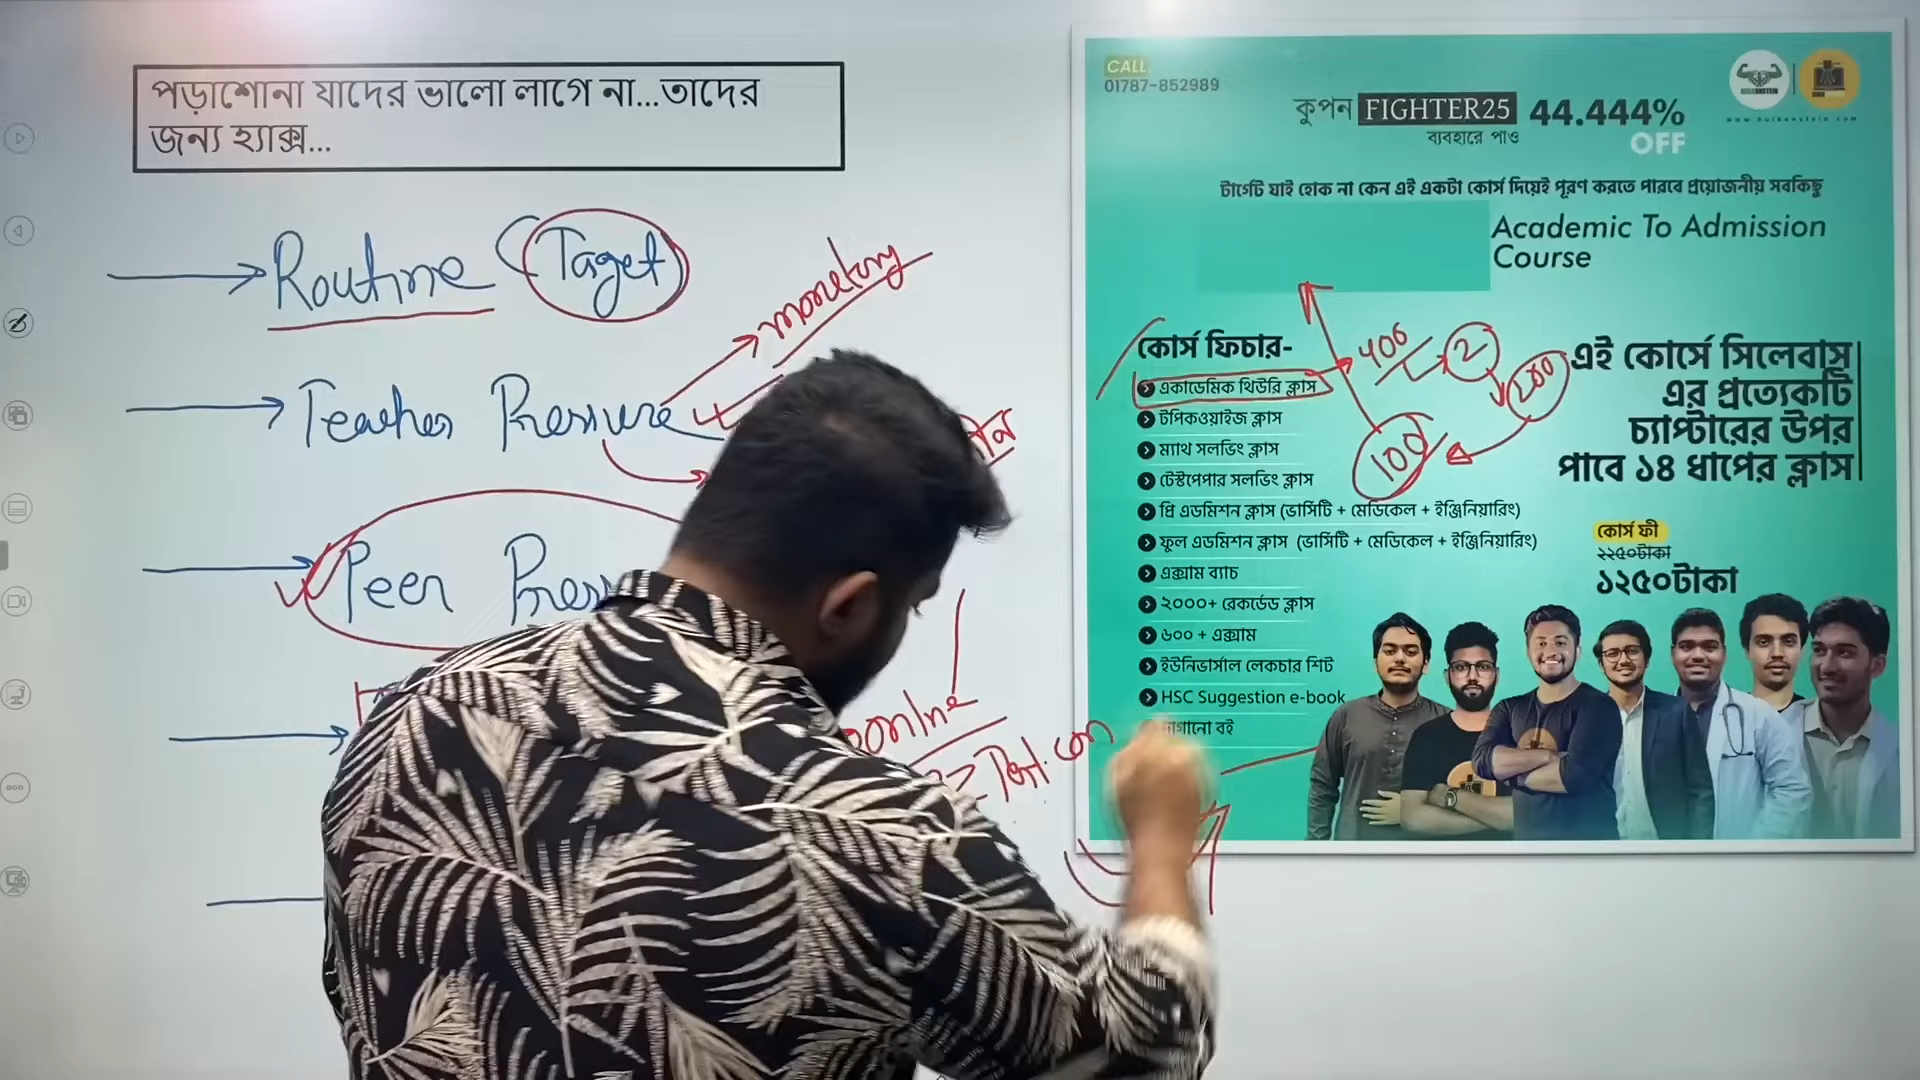 পড়াশোনা যাদের ভালো লাগে না...তাদের
জন্য হ্যাক্স...
Routine (Taget)
monetory
Teacher Pressure
Peer Pres
online
CALL
01787-852989
কুপন FIGHTER25 44.444%
ব্যবহারে পাও OFF
টার্গেট যাই হোক না কেন এই একটা কোর্স দিয়েই পূরণ করতে পারবে প্রয়োজনীয় সবকিছু
Academic To Admission
Course
কোর্স ফিচার-
একাডেমিক থিউরি ক্লাস
টপিকওয়াইজ ক্লাস
ম্যাথ সলভিং ক্লাস
টেস্টপেপার সলভিং ক্লাস
প্রি এডমিশন ক্লাস (ভার্সিটি + মেডিকেল + ইঞ্জিনিয়ারিং)
ফুল এডমিশন ক্লাস (ভার্সিটি + মেডিকেল + ইঞ্জিনিয়ারিং)
এক্সাম ব্যাচ
২০০০+ রেকর্ডেড ক্লাস
৬০০ + এক্সাম
ইউনিভার্সাল লেকচার শিট
HSC Suggestion e-book
দাগানো বই
400
2
200
100
এই কোর্সে সিলেবাস
এর প্রত্যেকটি
চ্যাপ্টারের উপর
পাবে ১৪ ধাপের ক্লাস
কোর্স ফী
২২৫০টাকা
১২৫০টাকা